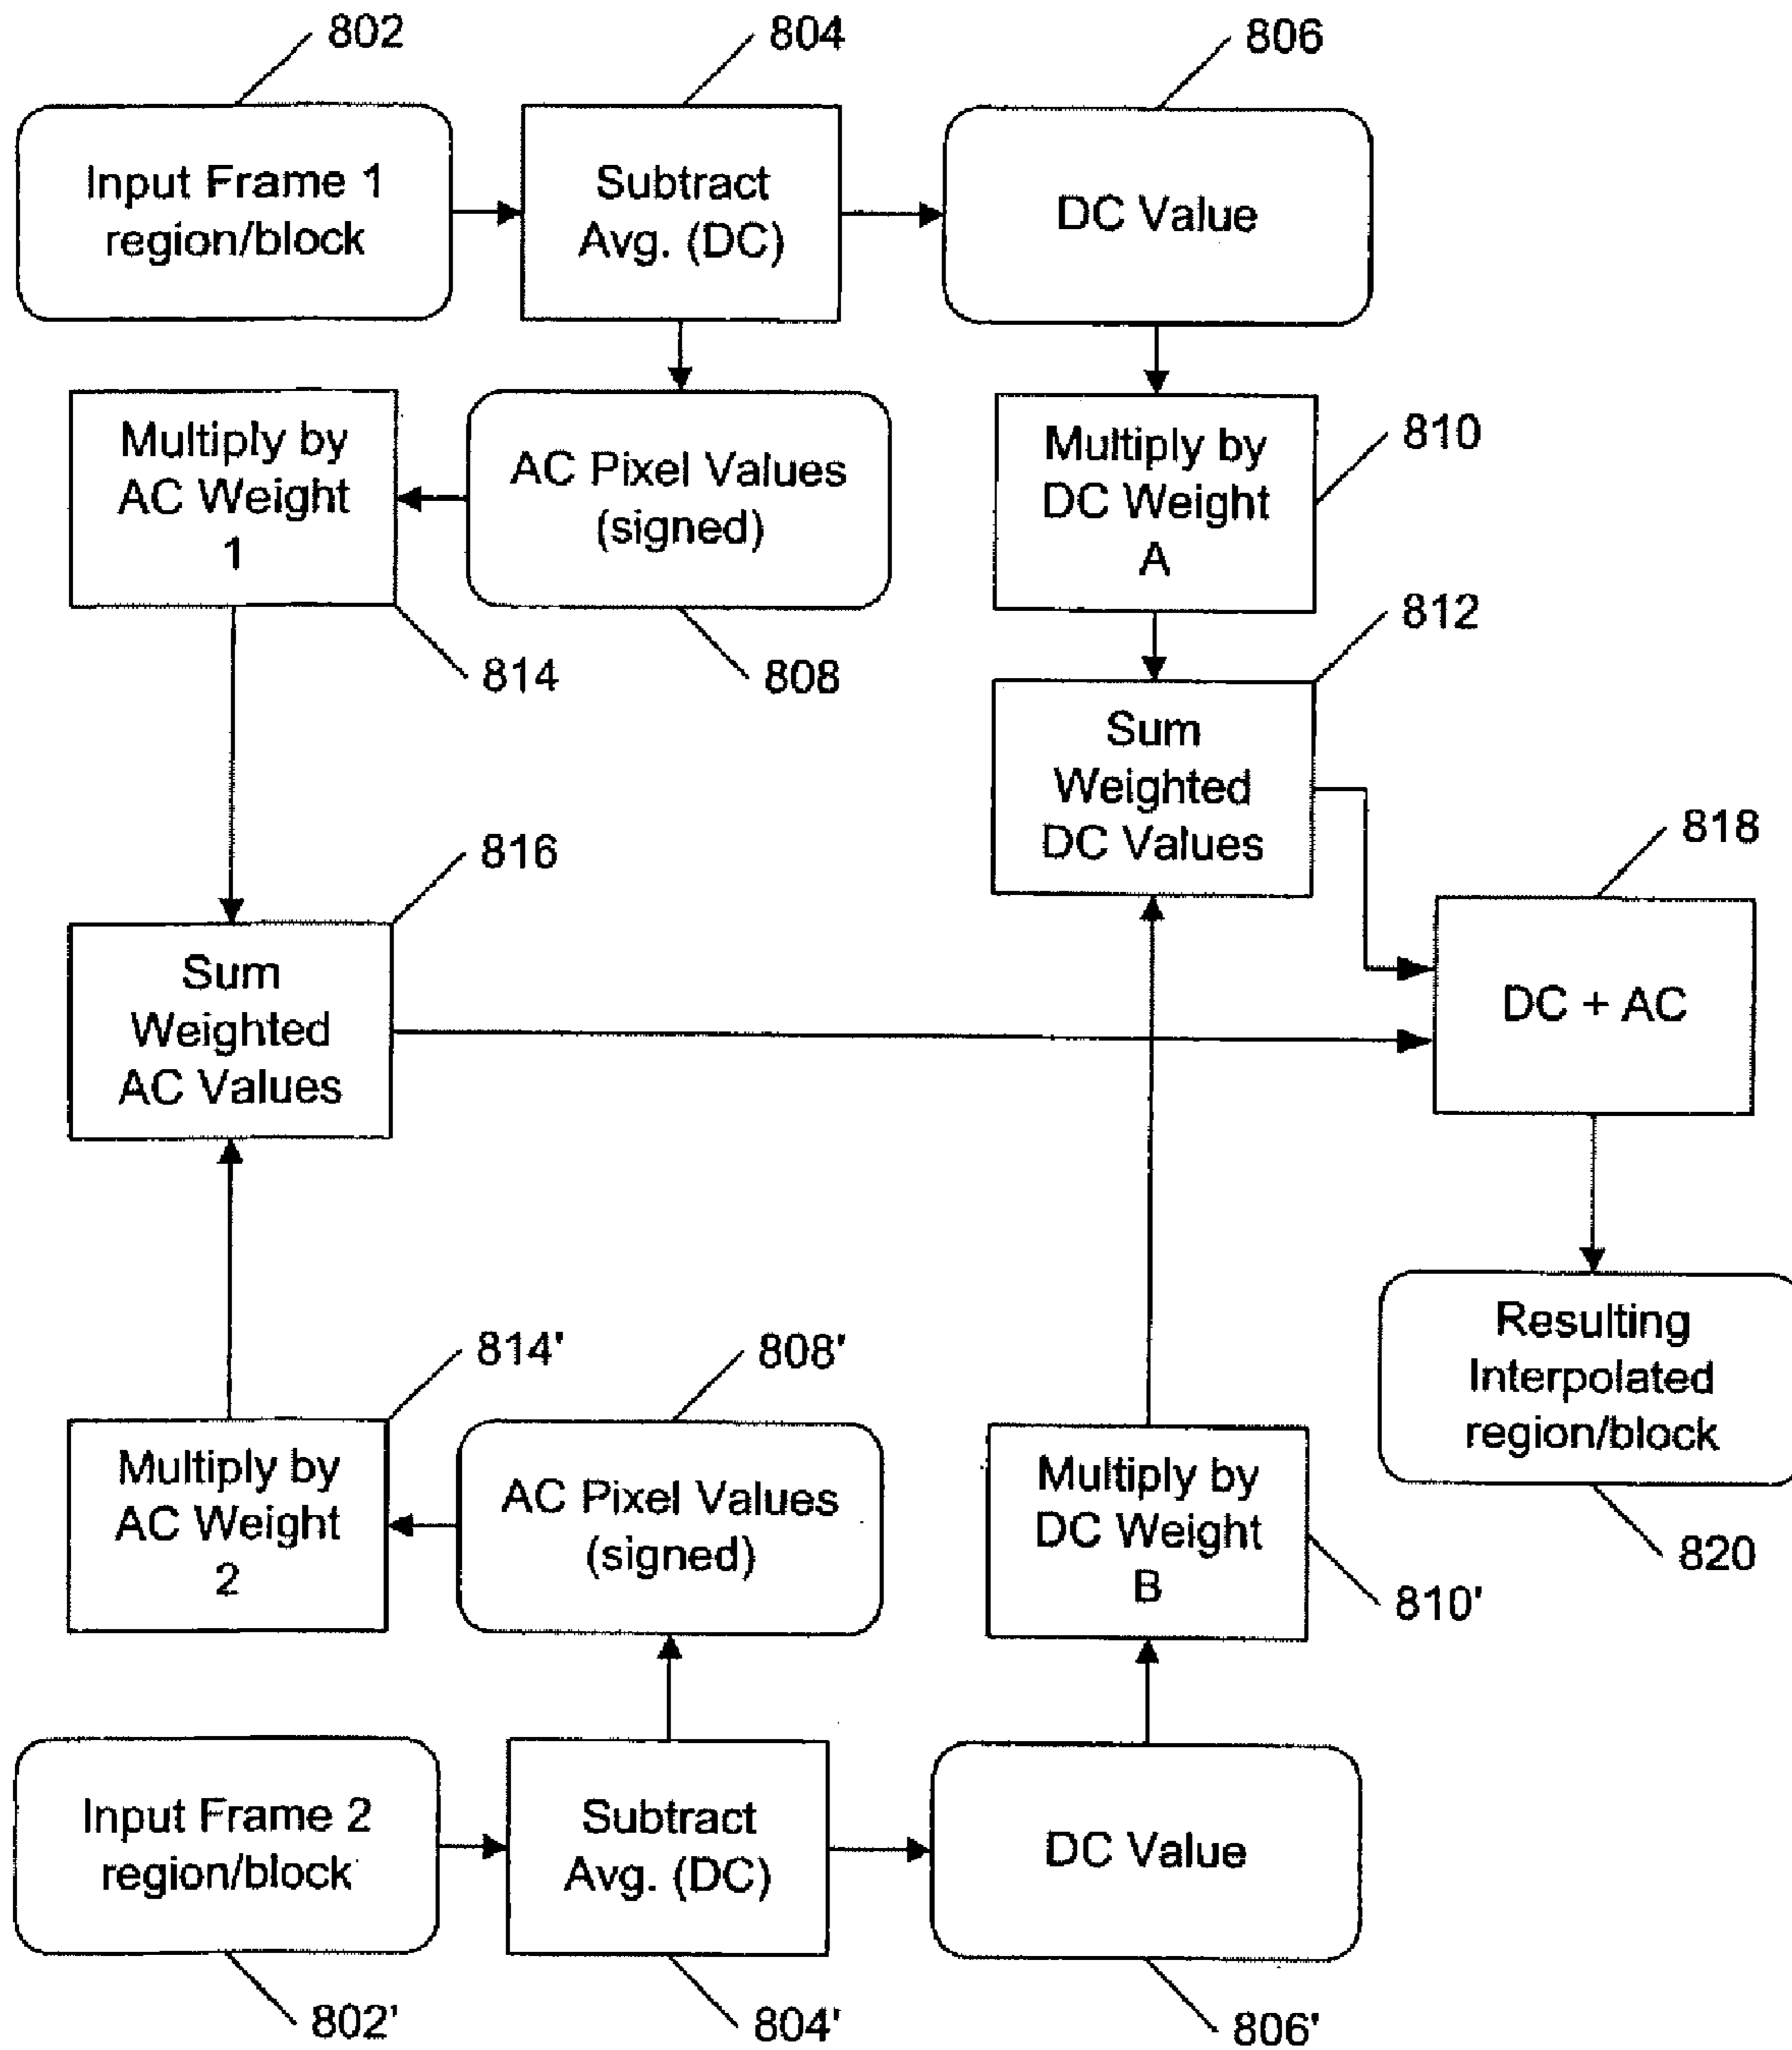 802
804
806
Input Frame 1
region/block
Subtract
Avg. (DC)
DC Value
Multiply by
AC Weight
1
AC Pixel Values
(signed)
Multiply by
DC Weight
A
810
814
808
812
Sum
Weighted
DC Values
816
818
Sum
Weighted
AC Values
DC + AC
814'
808'
Resulting
Interpolated
region/block
Multiply by
AC Weight
2
AC Pixel Values
(signed)
Multiply by
DC Weight
B
820
810'
Input Frame 2
region/block
Subtract
Avg. (DC)
DC Value
802'
804'
806'